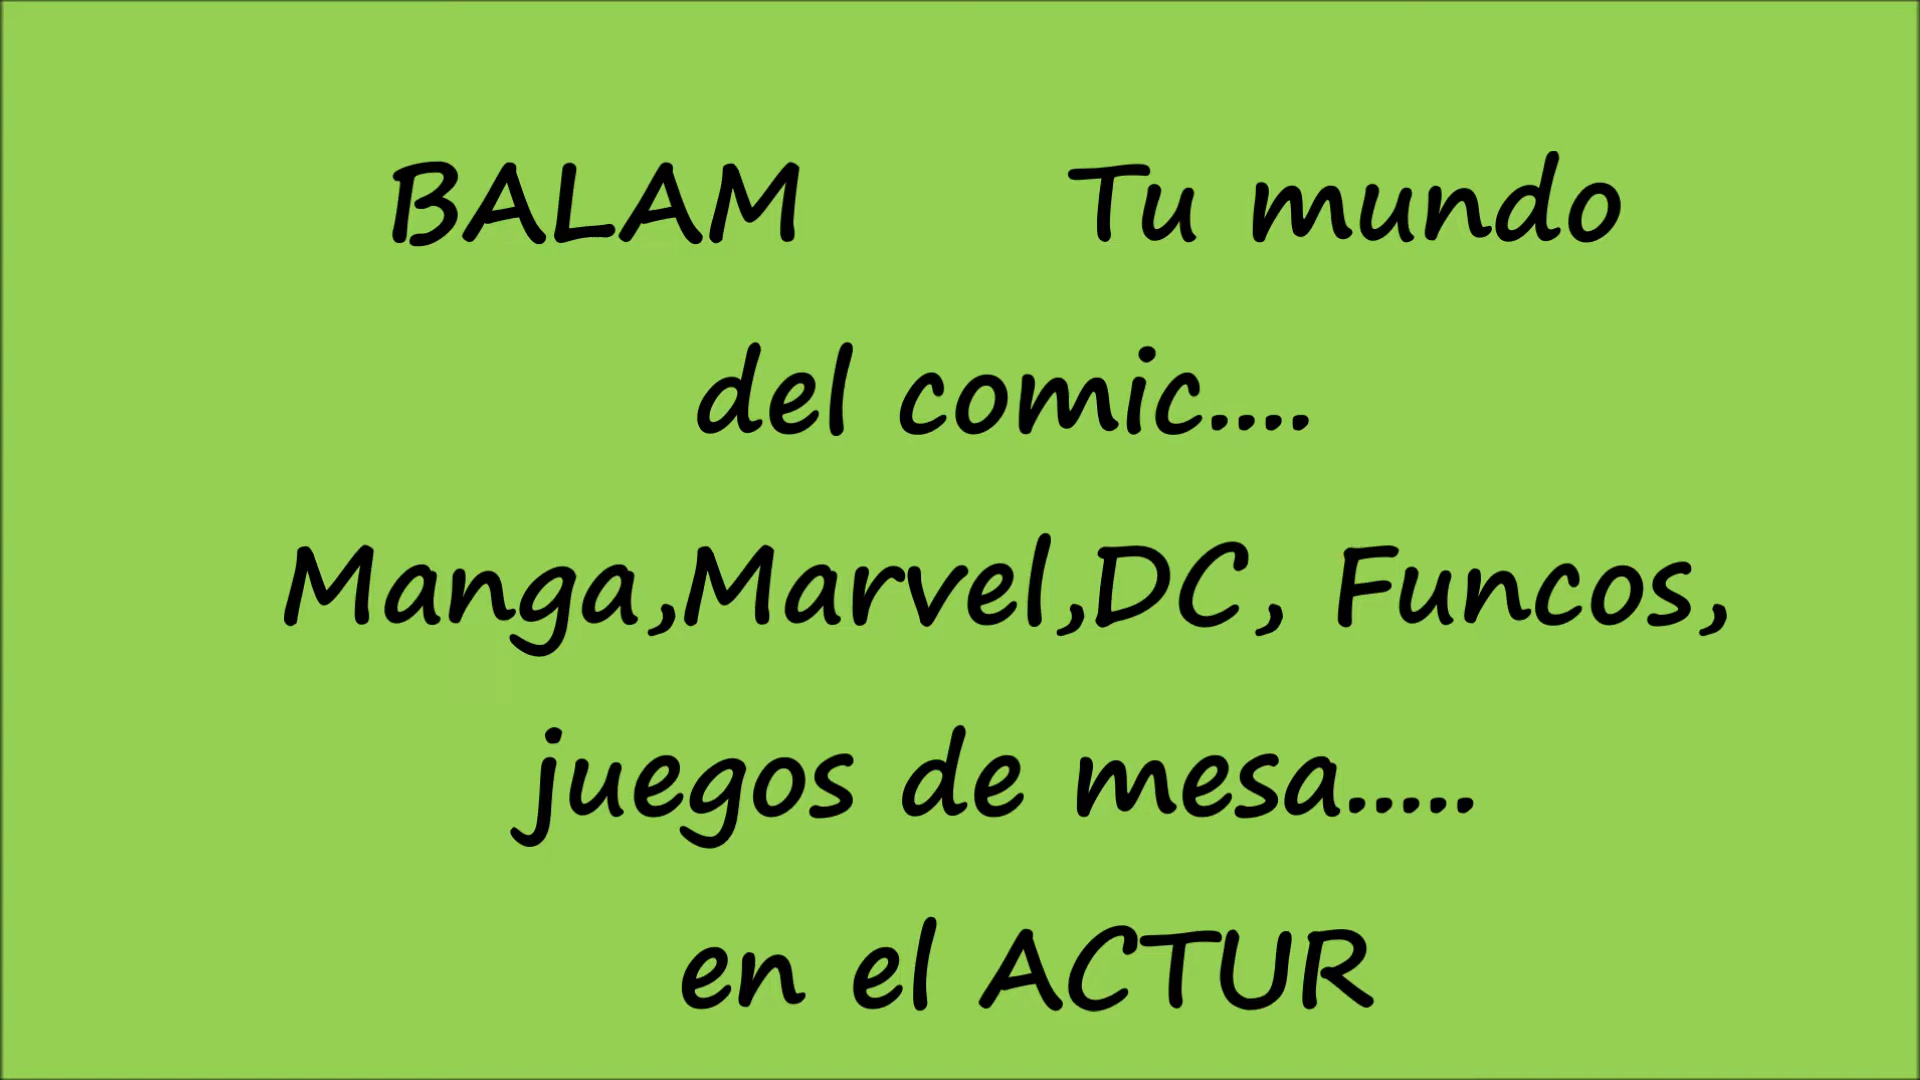 BALAM Tu mundo
del comic....
Manga,Marvel,DC, Funcos,
juegos de mesa.....
en el ACTUR